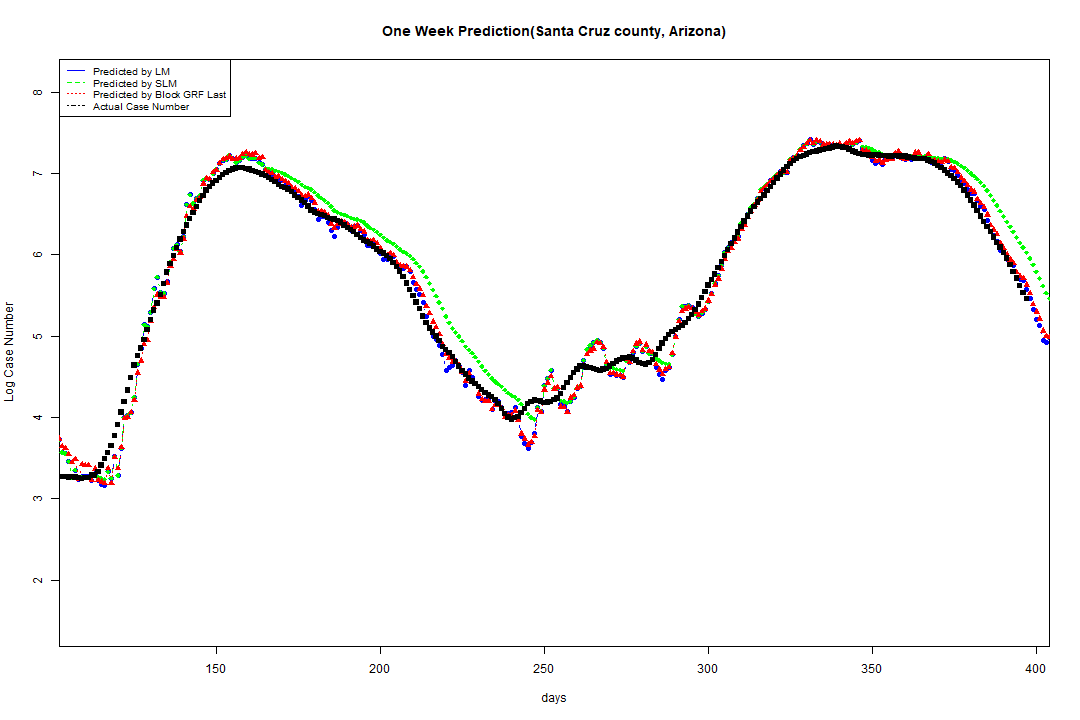 One Week Prediction(Santa Cruz county, Arizona)
Predicted by LM
Predicted by SLM
Predicted by Block GRF Last
Actual Case Number
8
7
6
5
4
3
2
Log Case Number
150 200 250 300 350 400
days